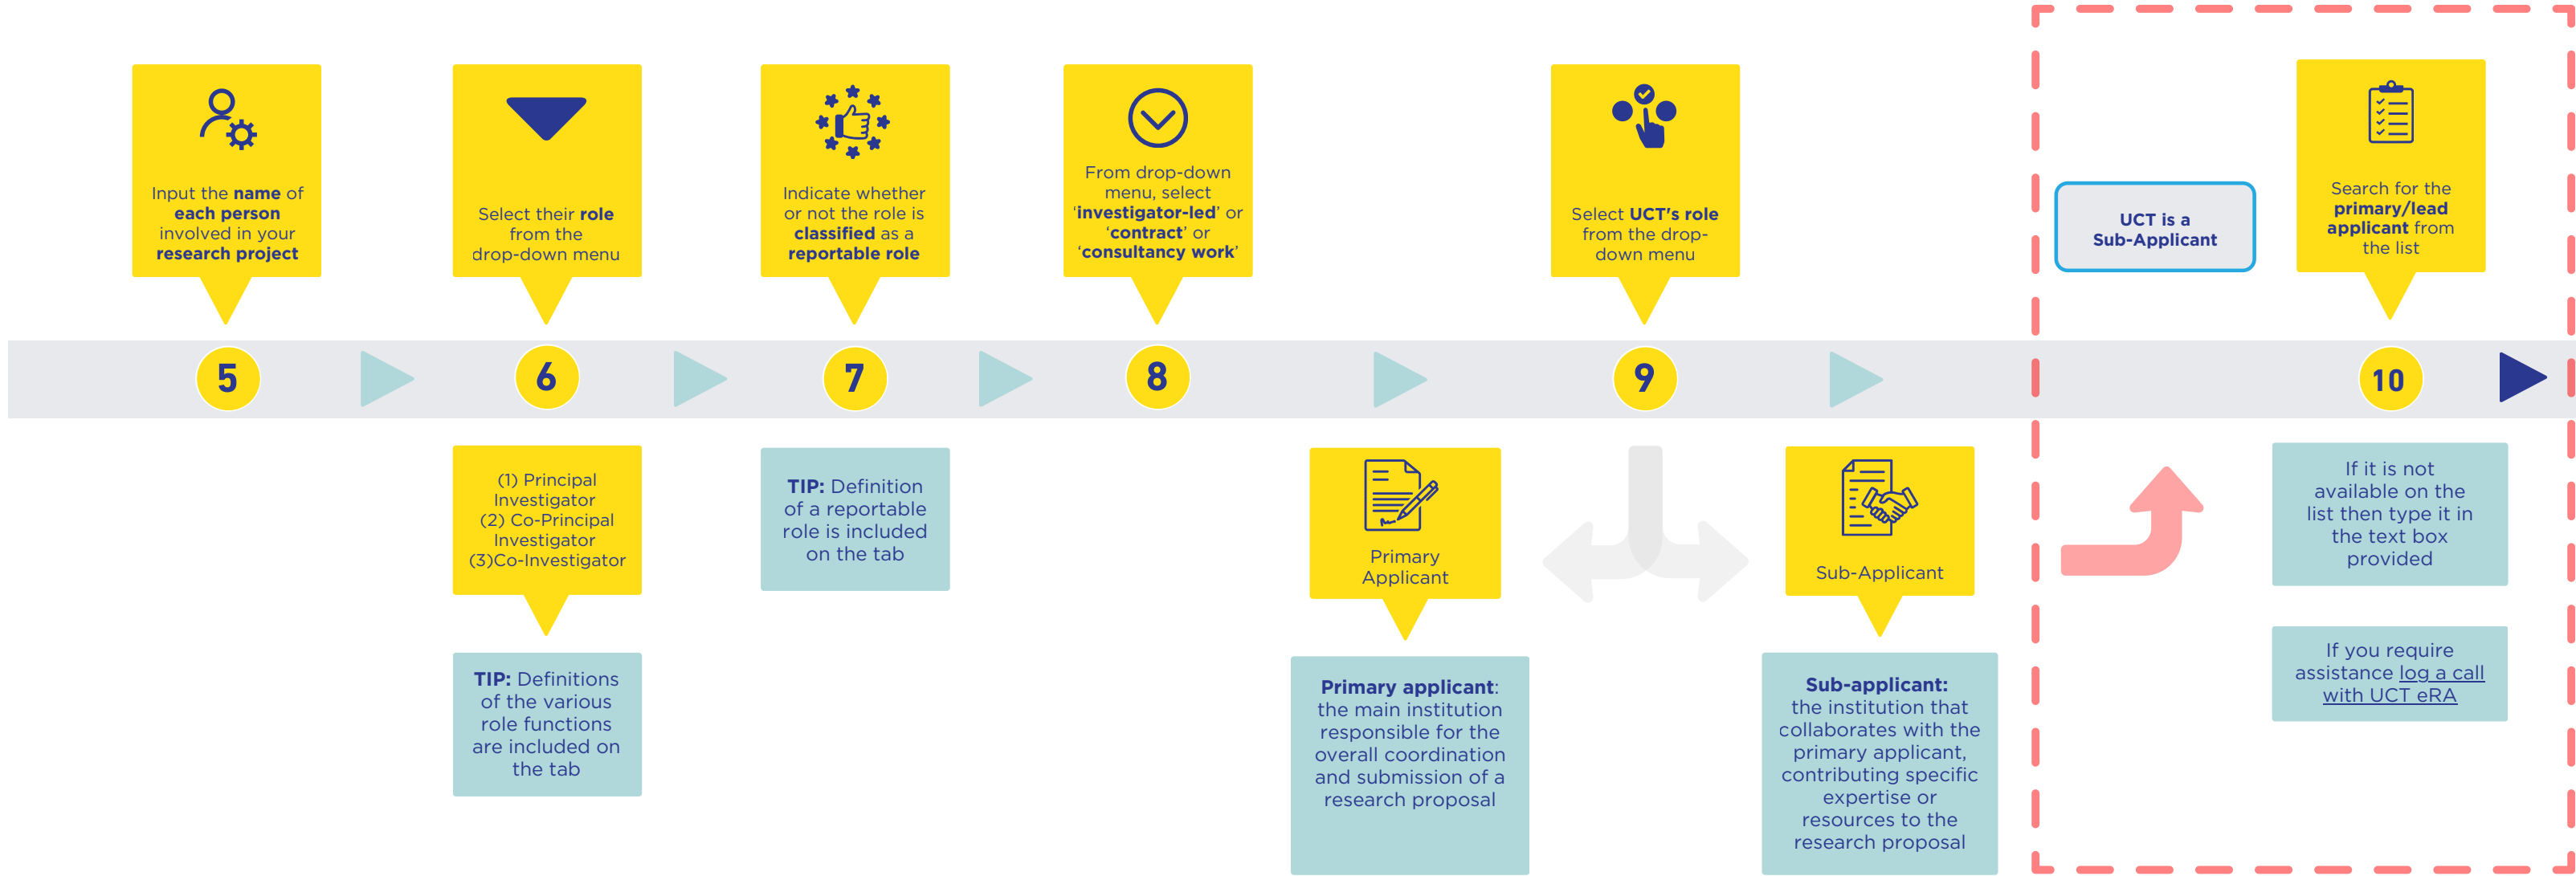 Input the name of
each person
involved in your
research project
Select their role
from the
drop-down menu
Indicate whether
or not the role is
classified as a
reportable role
From drop-down
menu, select
‘investigator-led’ or
‘contract’ or
‘consultancy work’
Select UCT's role
from the drop-
down menu
UCT is a
Sub-Applicant
Search for the
primary/lead
applicant from
the list
5
6
7
8
9
10
(1) Principal
Investigator
(2) Co-Principal
Investigator
(3)Co-Investigator
TIP: Definitions
of the various
role functions
are included on
the tab
TIP: Definition
of a reportable
role is included
on the tab
Primary
Applicant
Primary applicant:
the main institution
responsible for the
overall coordination
and submission of a
research proposal
Sub-Applicant
Sub-applicant:
the institution that
collaborates with the
primary applicant,
contributing specific
expertise or
resources to the
research proposal
If it is not
available on the
list then type it in
the text box
provided
If you require
assistance log a call
with UCT eRA